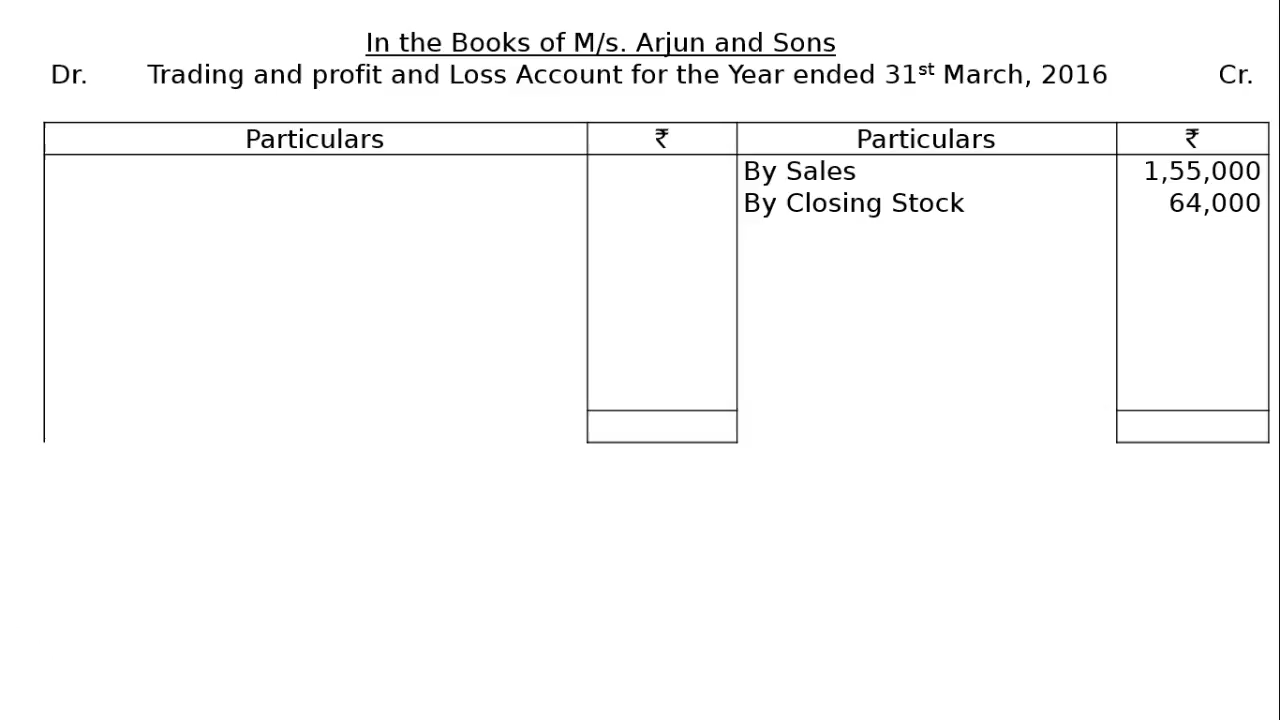 In the Books of M/s. Arjun and Sons
Dr. Trading and profit and Loss Account for the Year ended 31ˢᵗ March, 2016 Cr.
Particulars ₹ Particulars ₹
By Sales 1,55,000
By Closing Stock 64,000